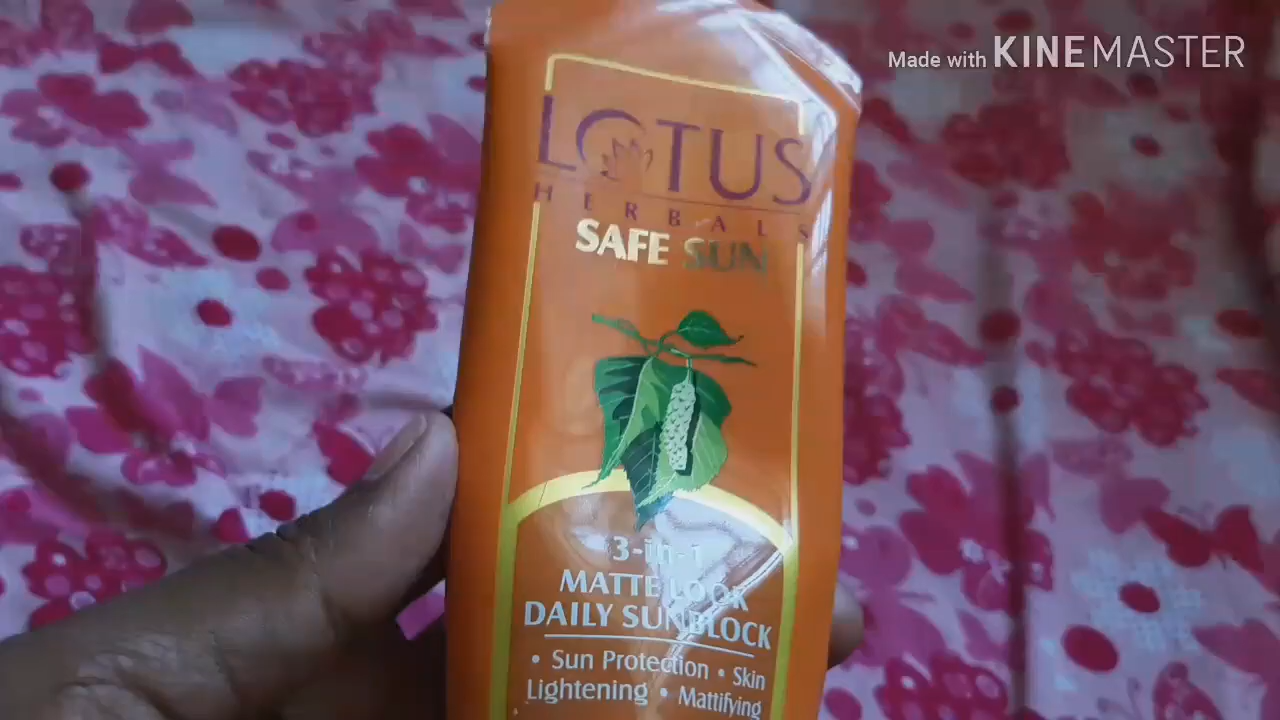 Made with KINEMASTER
LOTUS
HERBALS
SAFE SUN
3-in-1
MATTE LOOK
DAILY SUNBLOCK
• Sun Protection • Skin
Lightening • Mattifying